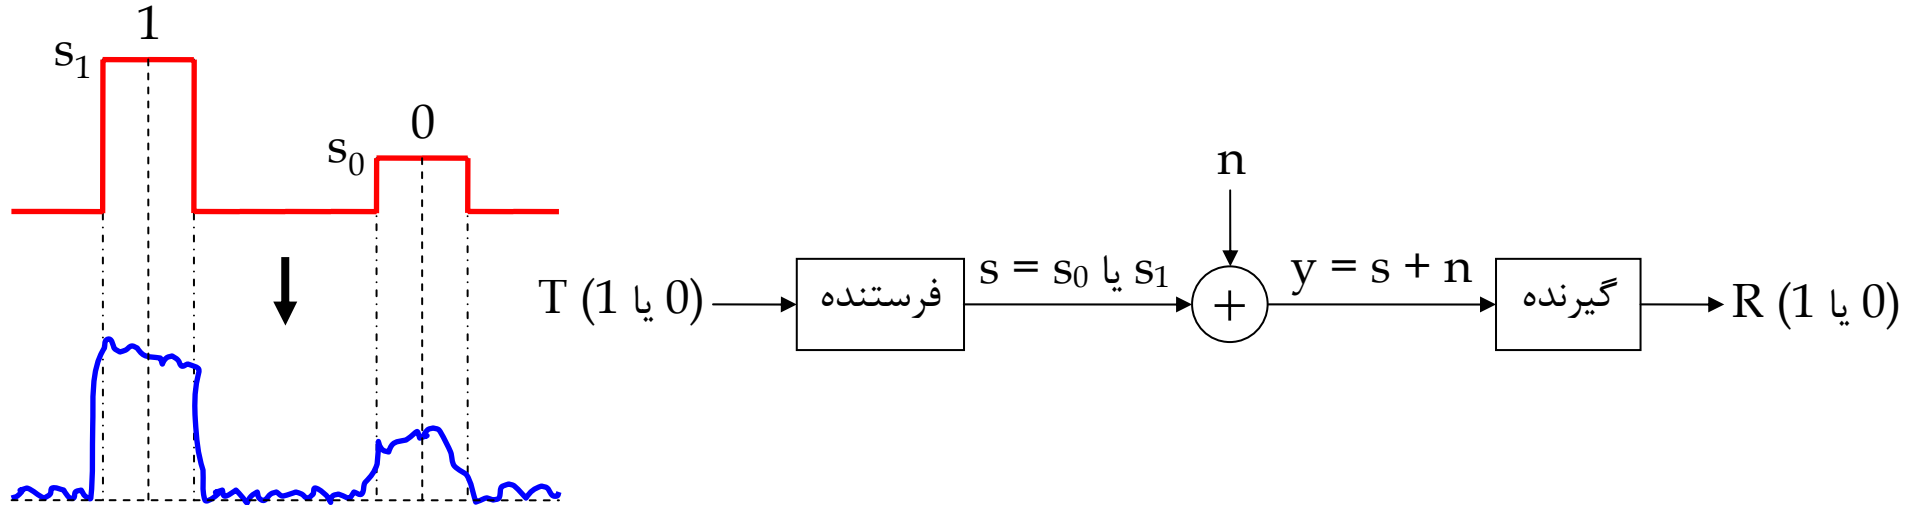 1
s₁
0
s₀
n
T (1 یا 0)
فرستنده
s = s₀ یا s₁
+
y = s + n
گیرنده
R (1 یا 0)